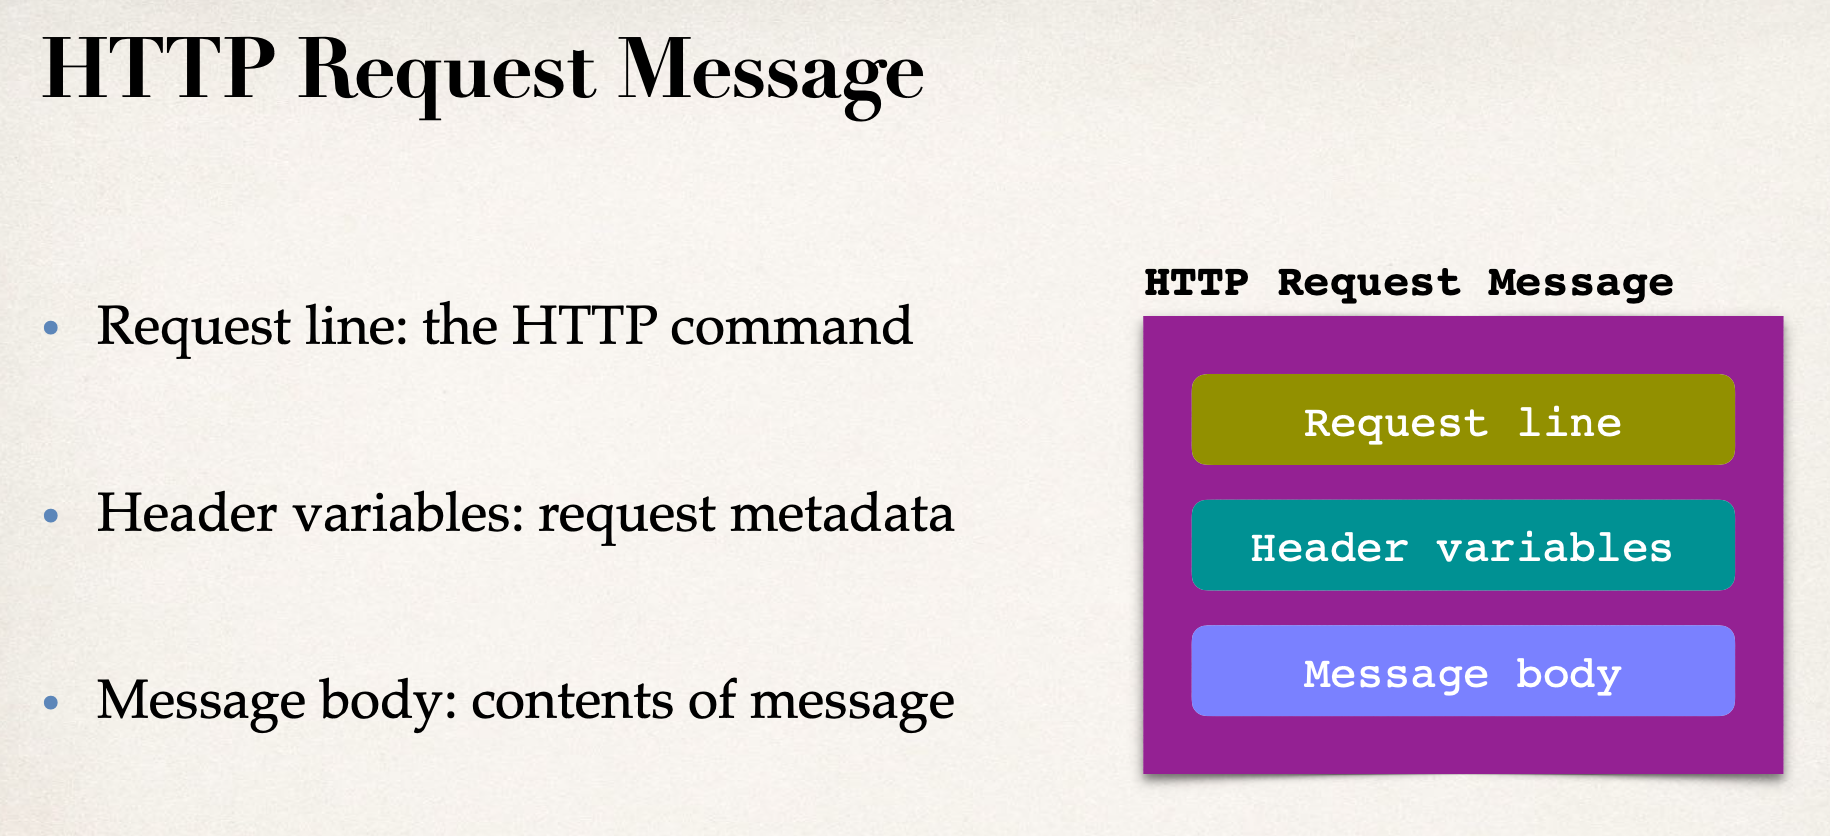 HTTP Request Message
• Request line: the HTTP command
• Header variables: request metadata
• Message body: contents of message
HTTP Request Message
Request line
Header variables
Message body